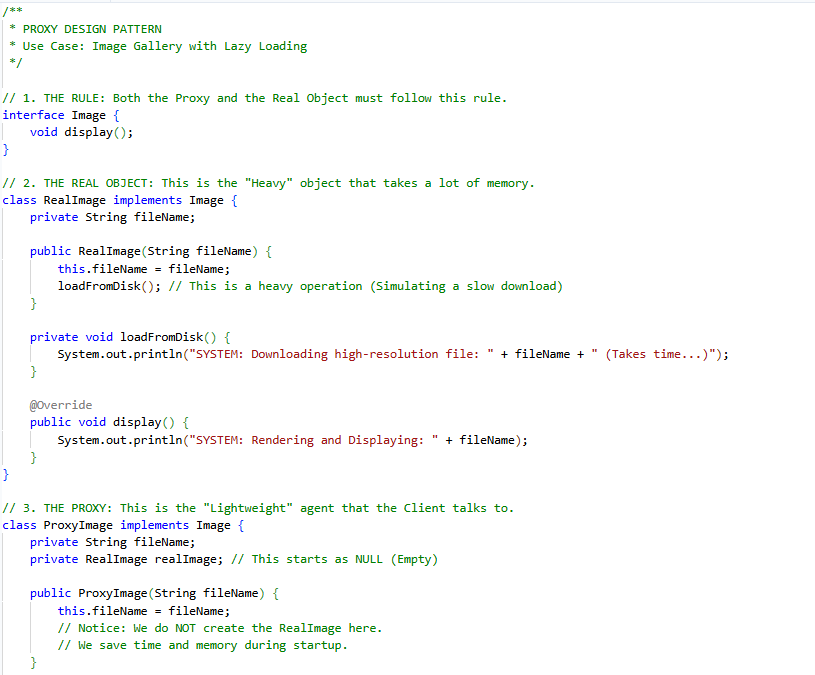 /**
 * PROXY DESIGN PATTERN
 * Use Case: Image Gallery with Lazy Loading
 */

// 1. THE RULE: Both the Proxy and the Real Object must follow this rule.
interface Image {
    void display();
}

// 2. THE REAL OBJECT: This is the "Heavy" object that takes a lot of memory.
class RealImage implements Image {
    private String fileName;

    public RealImage(String fileName) {
        this.fileName = fileName;
        loadFromDisk(); // This is a heavy operation (Simulating a slow download)
    }

    private void loadFromDisk() {
        System.out.println("SYSTEM: Downloading high-resolution file: " + fileName + " (Takes time...)");
    }

    @Override
    public void display() {
        System.out.println("SYSTEM: Rendering and Displaying: " + fileName);
    }
}

// 3. THE PROXY: This is the "Lightweight" agent that the Client talks to.
class ProxyImage implements Image {
    private String fileName;
    private RealImage realImage; // This starts as NULL (Empty)

    public ProxyImage(String fileName) {
        this.fileName = fileName;
        // Notice: We do NOT create the RealImage here.
        // We save time and memory during startup.
    }